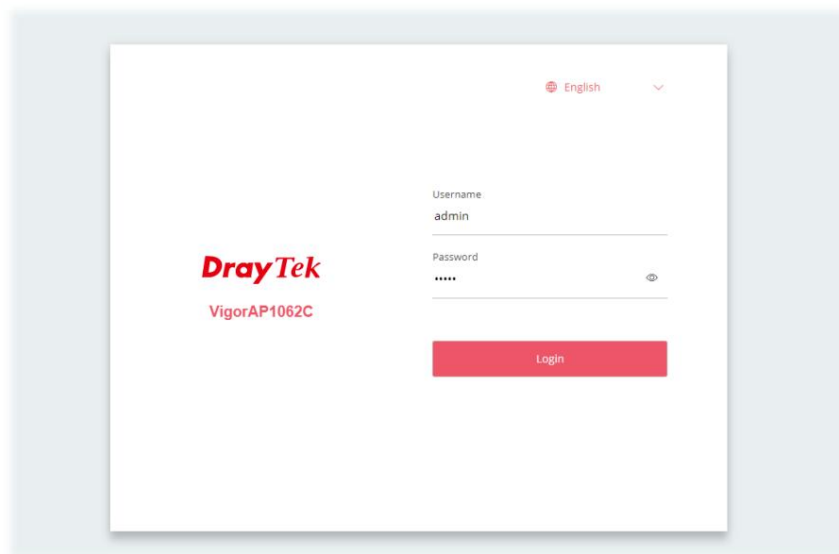 English
Username
admin
Password
•••••
DrayTek
VigorAP1062C
Login